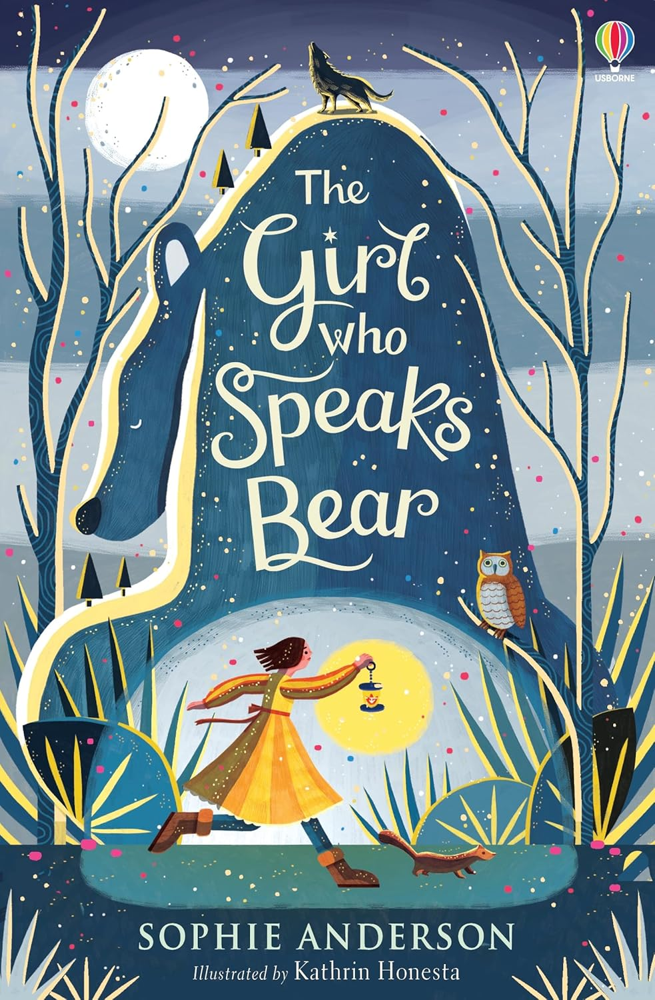 USBORNE
The
Girl
who
Speaks
Bear
SOPHIE ANDERSON
Illustrated by Kathrin Honesta